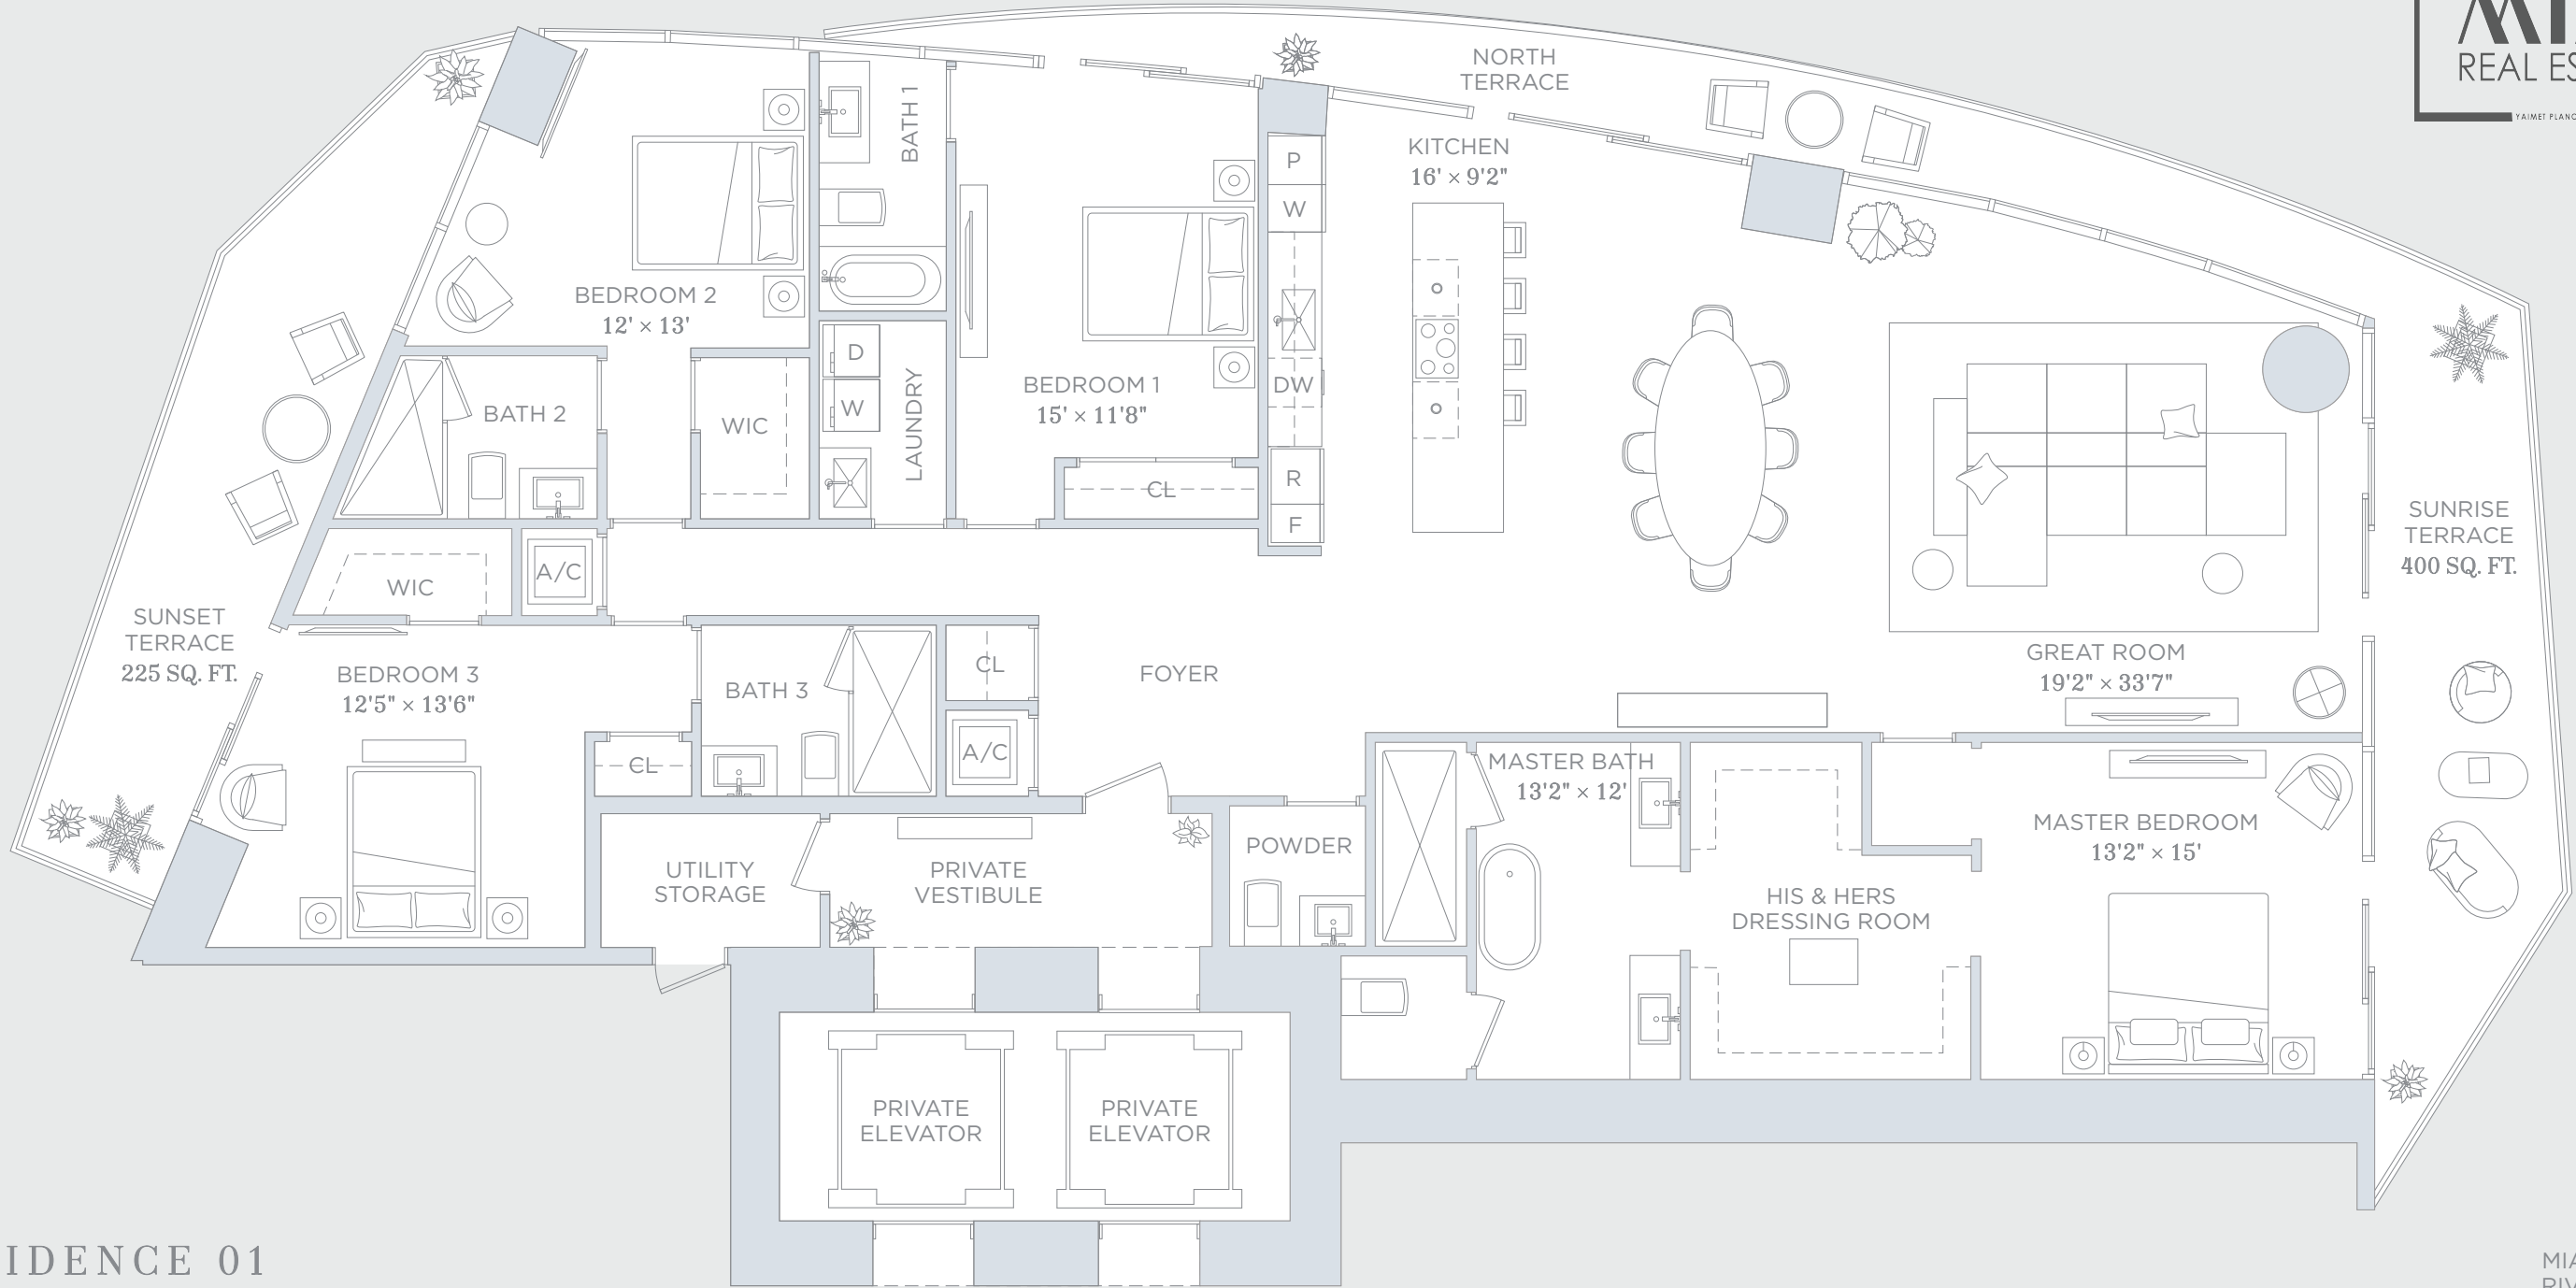 REAL ES
YAIMET PLANC
NORTH
TERRACE
BATH 1
KITCHEN
16' × 9'2"
P
W
BEDROOM 2
12' × 13'
D
W
LAUNDRY
BEDROOM 1
15' × 11'8"
DW
BATH 2
WIC
CL
R
F
SUNRISE
TERRACE
400 SQ. FT.
A/C
WIC
SUNSET
TERRACE
225 SQ. FT.
BEDROOM 3
12'5" × 13'6"
BATH 3
CL
FOYER
GREAT ROOM
19'2" × 33'7"
CL
A/C
MASTER BATH
13'2" × 12'
MASTER BEDROOM
13'2" × 15'
POWDER
UTILITY
STORAGE
PRIVATE
VESTIBULE
HIS & HERS
DRESSING ROOM
PRIVATE
ELEVATOR
PRIVATE
ELEVATOR
IDENCE 01
MIA